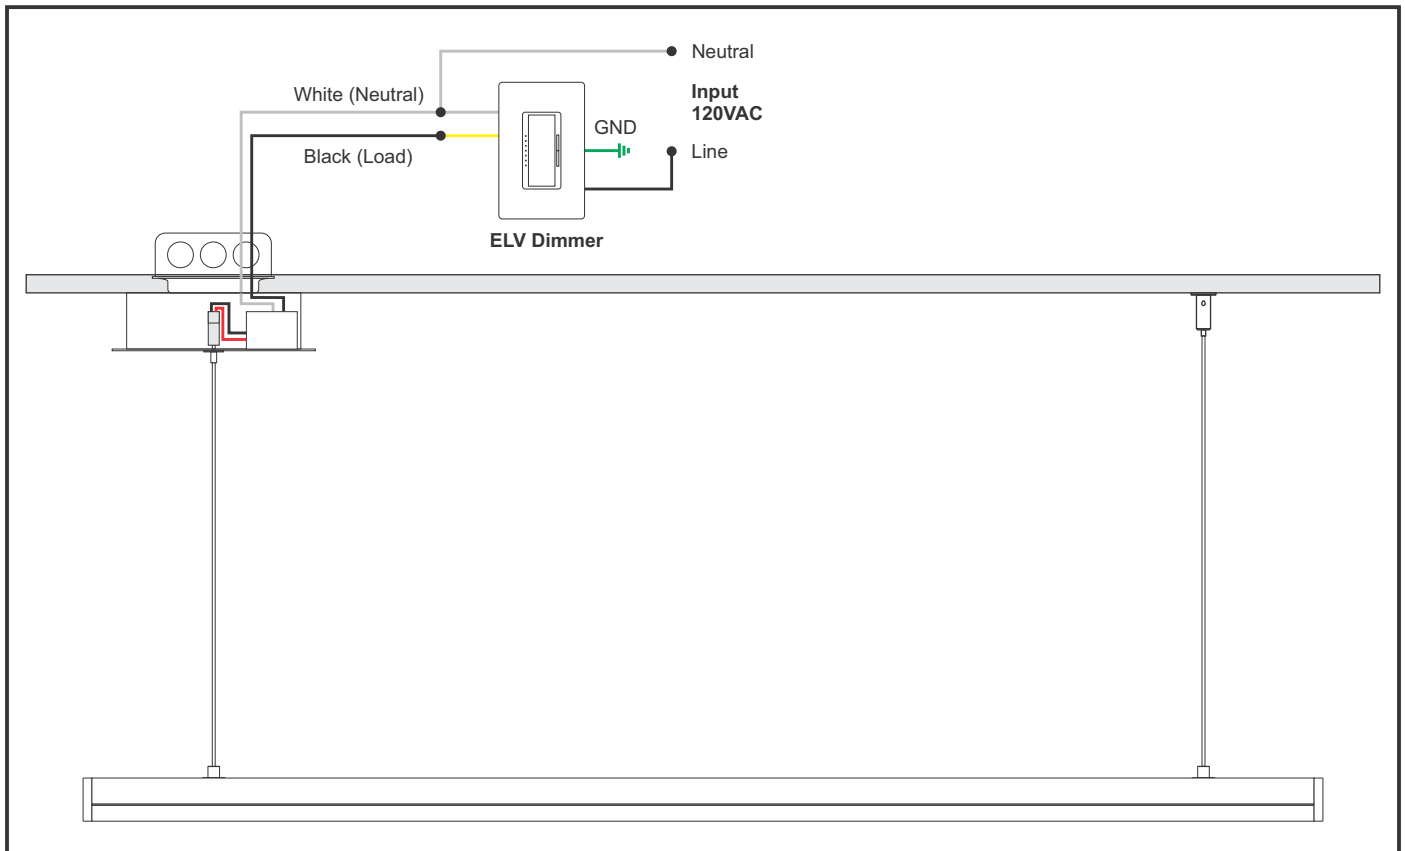 Neutral
White (Neutral)
Input
120VAC
GND
Black (Load)
Line
ELV Dimmer